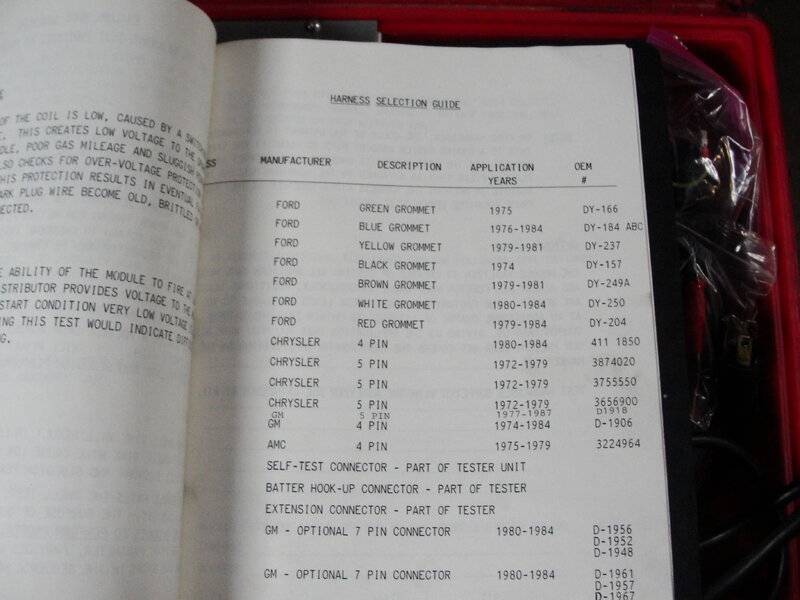 OF THE COIL IS LOW, CAUSED BY A
THIS CREATES LOW VOLTAGE TO THE
POOR GAS MILEAGE AND SLUGGISH
CHECKS FOR OVER-VOLTAGE
THIS PROTECTION RESULTS IN EVENTUAL
PLUG WIRE BECOME OLD, BRITTLED
ABILITY OF THE MODULE TO FIRE
PROVIDES VOLTAGE TO THE
START CONDITION VERY LOW VOLTAGE
THIS TEST WOULD INDICATE
HARNESS SELECTION GUIDE
MANUFACTURER DESCRIPTION APPLICATION YEARS OEM #
FORD GREEN GROMMET 1975 DY-166
FORD BLUE GROMMET 1976-1984 DY-184 ABC
FORD YELLOW GROMMET 1979-1981 DY-237
FORD BLACK GROMMET 1974 DY-157
FORD BROWN GROMMET 1979-1981 DY-249A
FORD WHITE GROMMET 1980-1984 DY-250
FORD RED GROMMET 1979-1984 DY-204
CHRYSLER 4 PIN 1980-1984 411 1850
CHRYSLER 5 PIN 1972-1979 3874020
CHRYSLER 5 PIN 1972-1979 3755550
CHRYSLER 5 PIN 1972-1979 3656900
GM 5 PIN 1977-1987 D1918
GM 4 PIN 1974-1984 D-1906
AMC 4 PIN 1975-1979 3224964
SELF-TEST CONNECTOR - PART OF TESTER UNIT
BATTER HOOK-UP CONNECTOR - PART OF TESTER
EXTENSION CONNECTOR - PART OF TESTER
GM - OPTIONAL 7 PIN CONNECTOR 1980-1984 D-1956
D-1952
D-1948
GM - OPTIONAL 7 PIN CONNECTOR 1980-1984 D-1961
D-1957
D-1967